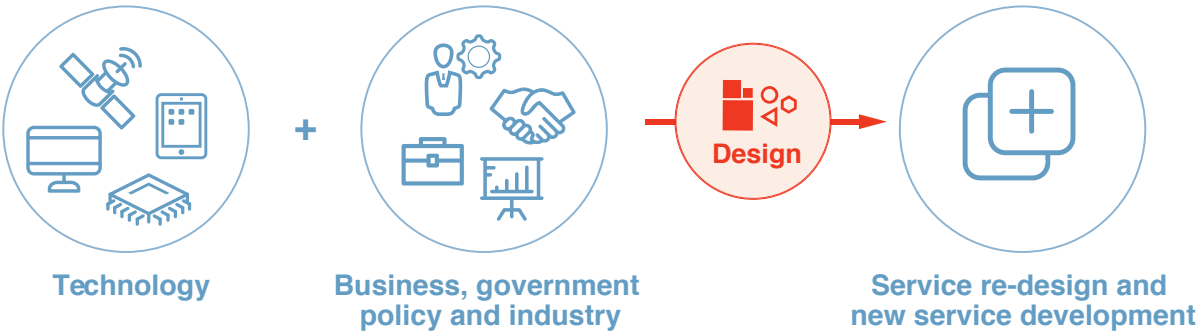 +
Design
Technology
Business, government
policy and industry
Service re-design and
new service development